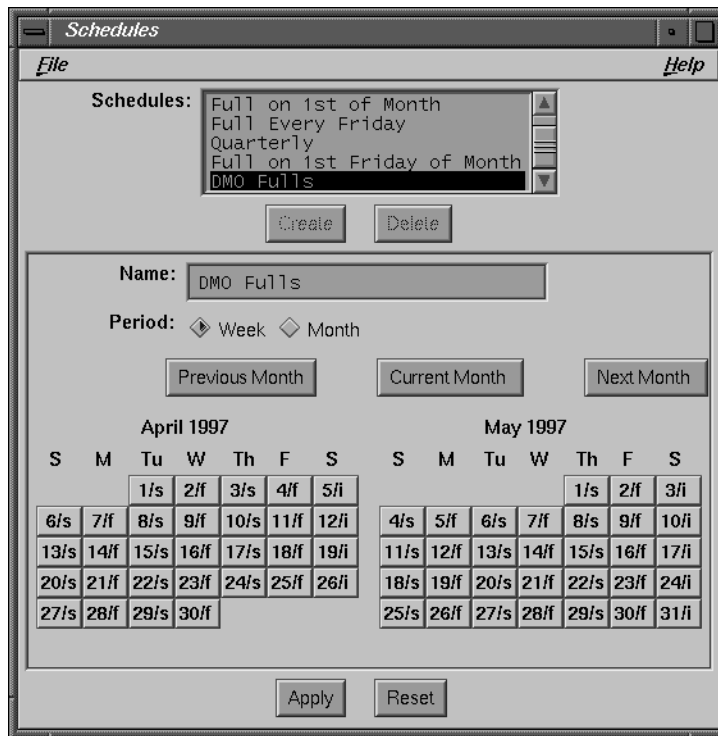 Schedules
File Help
Schedules:
Full on 1st of Month
Full Every Friday
Quarterly
Full on 1st Friday of Month
DMO Fulls
Create Delete
Name: DMO Fulls
Period: Week Month
Previous Month Current Month Next Month
April 1997
S M Tu W Th F S
1/s 2/f 3/s 4/f 5/i
6/s 7/f 8/s 9/f 10/s 11/f 12/i
13/s 14/f 15/s 16/f 17/s 18/f 19/i
20/s 21/f 22/s 23/f 24/s 25/f 26/i
27/s 28/f 29/s 30/f
May 1997
S M Tu W Th F S
1/s 2/f 3/i
4/s 5/f 6/s 7/f 8/s 9/f 10/i
11/s 12/f 13/s 14/f 15/s 16/f 17/i
18/s 19/f 20/s 21/f 22/s 23/f 24/i
25/s 26/f 27/s 28/f 29/s 30/f 31/i
Apply Reset